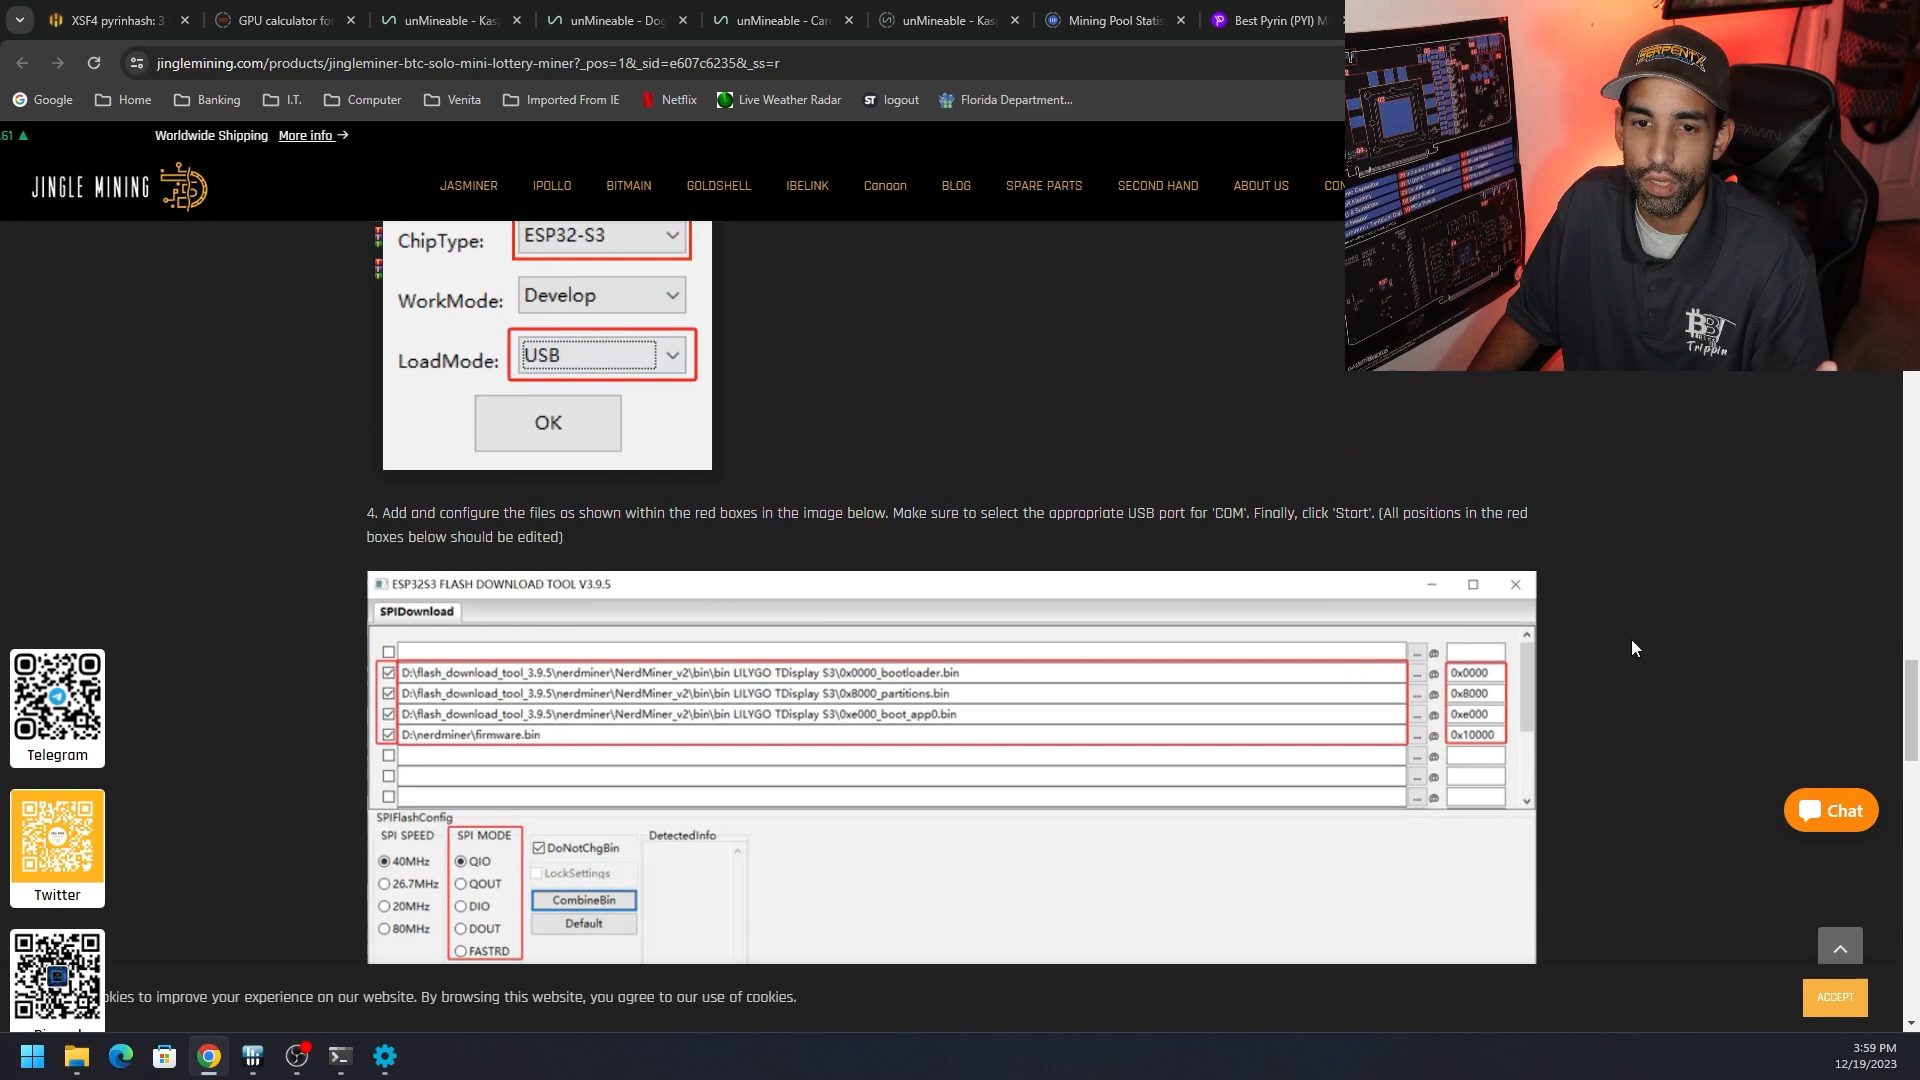 XSF4 pyrinhash: 3
GPU calculator fo
unMineable - Kas
unMineable - Dog
unMineable - Car
unMineable - Kas
Mining Pool Statis
Best Pyrin (PYI) M
jinglemining.com/products/jingleminer-btc-solo-mini-lottery-miner?_pos=1&_sid=e607c6235&_ss=r
Google Home Banking I.T. Computer Venita Imported From IE Netflix Live Weather Radar ST logout Florida Department...
.61 ▲ Worldwide Shipping More info →
JINGLE MINING
JASMINER IPOLLO BITMAIN GOLDSHELL IBELINK Canaan BLOG SPARE PARTS SECOND HAND ABOUT US CON
ChipType: ESP32-S3
WorkMode: Develop
LoadMode: USB
OK
4. Add and configure the files as shown within the red boxes in the image below. Make sure to select the appropriate USB port for 'COM'. Finally, click 'Start'. (All positions in the red
boxes below should be edited)
ESP32S3 FLASH DOWNLOAD TOOL V3.9.5
SPIDownload
D:\flash_download_tool_3.9.5\nerdminer\NerdMiner_v2\bin\bin LILYGO TDisplay S3\0x0000_bootloader.bin ... @ 0x0000
D:\flash_download_tool_3.9.5\nerdminer\NerdMiner_v2\bin\bin LILYGO TDisplay S3\0x8000_partitions.bin ... @ 0x8000
D:\flash_download_tool_3.9.5\nerdminer\NerdMiner_v2\bin\bin LILYGO TDisplay S3\0xe000_boot_app0.bin ... @ 0xe000
D:\nerdminer\firmware.bin ... @ 0x10000
SPIFlashConfig
SPI SPEED
40MHz
26.7MHz
20MHz
80MHz
SPI MODE
QIO
QOUT
DIO
DOUT
FASTRD
DoNotChgBin
LockSettings
CombineBin
Default
DetectedInfo
Telegram
Twitter
Chat
okies to improve your experience on our website. By browsing this website, you agree to our use of cookies.
ACCEPT
3:59 PM
12/19/2023
SERPENTX
SPAWN
Trippin